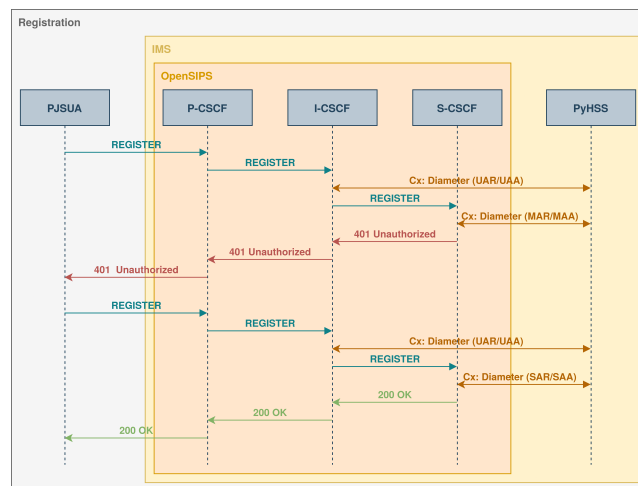 Registration
IMS
OpenSIPS
PJSUA
P-CSCF
I-CSCF
S-CSCF
PyHSS
REGISTER
REGISTER
Cx: Diameter (UAR/UAA)
REGISTER
Cx: Diameter (MAR/MAA)
401 Unauthorized
401 Unauthorized
401 Unauthorized
REGISTER
REGISTER
Cx: Diameter (UAR/UAA)
REGISTER
Cx: Diameter (SAR/SAA)
200 OK
200 OK
200 OK